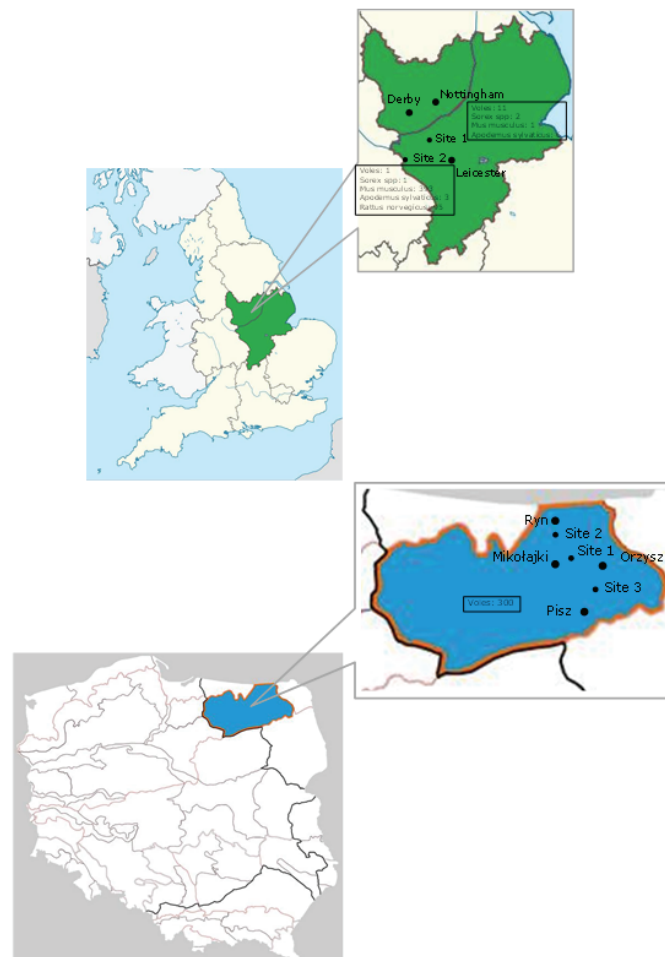 Nottingham
Derby
Voles: 11
Sorex spp: 2
Mus musculus: 1
Apodemus sylvaticus:
Site 1
Site 2
Leicester
Voles: 1
Sorex spp: 1
Mus musculus:
Apodemus sylvaticus: 3
Rattus norvegicus:
Ryn
Site 2
Site 1
Mikołajki
Orzysz
Site 3
Voles: 300
Pisz